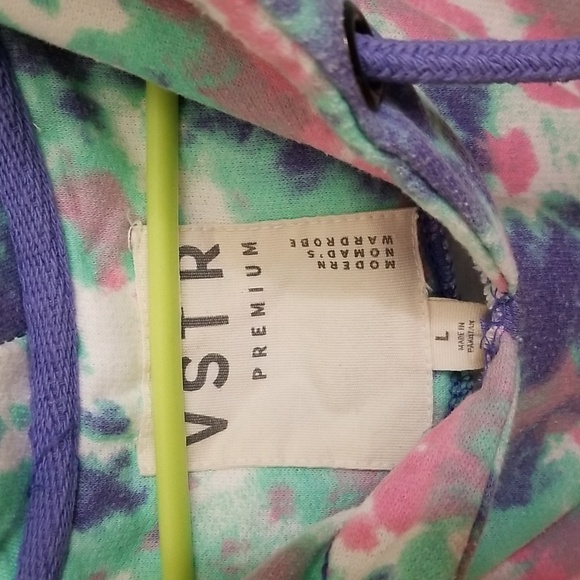 VSTR
PREMIUM
MODERN
NOMAD'S
WARDROBE
L
MADE IN
PAKISTAN